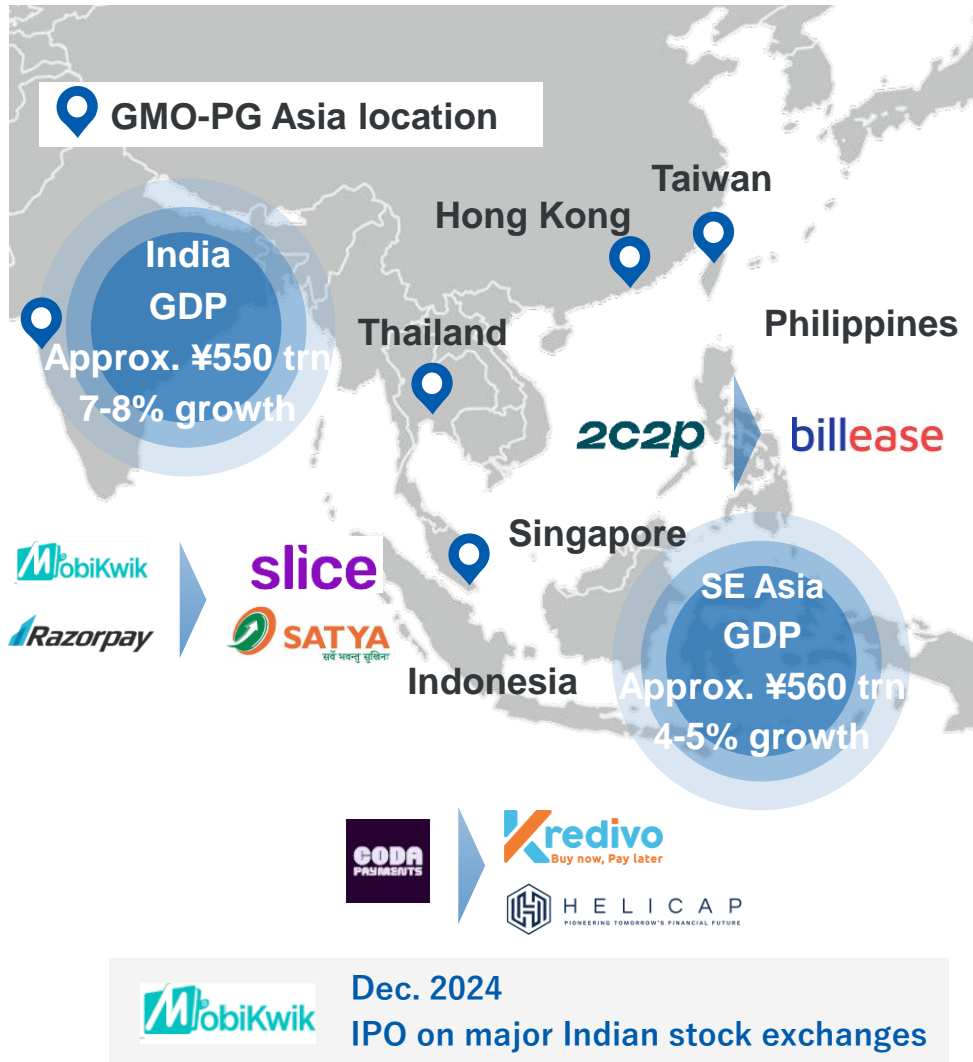 GMO-PG Asia location
Taiwan
Hong Kong
India
GDP
Approx. ¥550 trn
7-8% growth
Thailand
Philippines
2c2p
billease
Singapore
MobiKwik
slice
Razorpay
SATYA
सर्वे भवन्तु सुखिनः
SE Asia
GDP
Approx. ¥560 trn
4-5% growth
Indonesia
CODA
PAYMENTS
Kredivo
Buy now, Pay later
HELICAP
PIONEERING TOMORROW'S FINANCIAL FUTURE
MobiKwik
Dec. 2024
IPO on major Indian stock exchanges